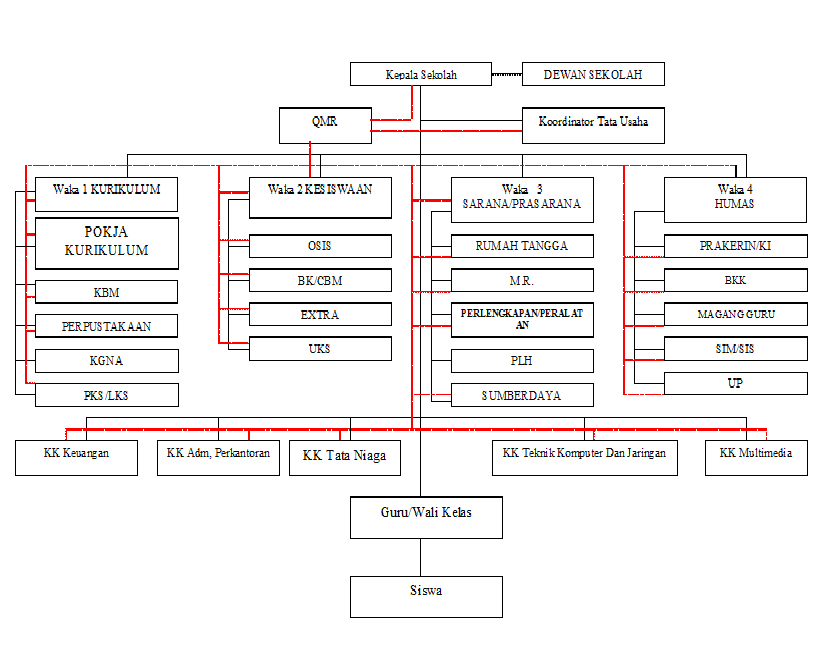 Kepala Sekolah
DEWAN SEKOLAH
QMR
Koordinator Tata Usaha
Waka 1 KURIKULUM
Waka 2 KESISWAAN
Waka 3
SARANA/PRASARANA
Waka 4
HUMAS
POKJA
KURIKULUM
OSIS
RUMAH TANGGA
PRAKERIN/KI
KBM
BK/CBM
M.R.
BKK
PERPUSTAKAAN
EXTRA
PERLENGKAPAN/PERALAT
AN
MAGANG GURU
KGNA
UKS
PLH
SIM/SIS
PKS/LKS
SUMBERDAYA
UP
KK Keuangan
KK Adm, Perkantoran
KK Tata Niaga
KK Teknik Komputer Dan Jaringan
KK Multimedia
Guru/Wali Kelas
Siswa